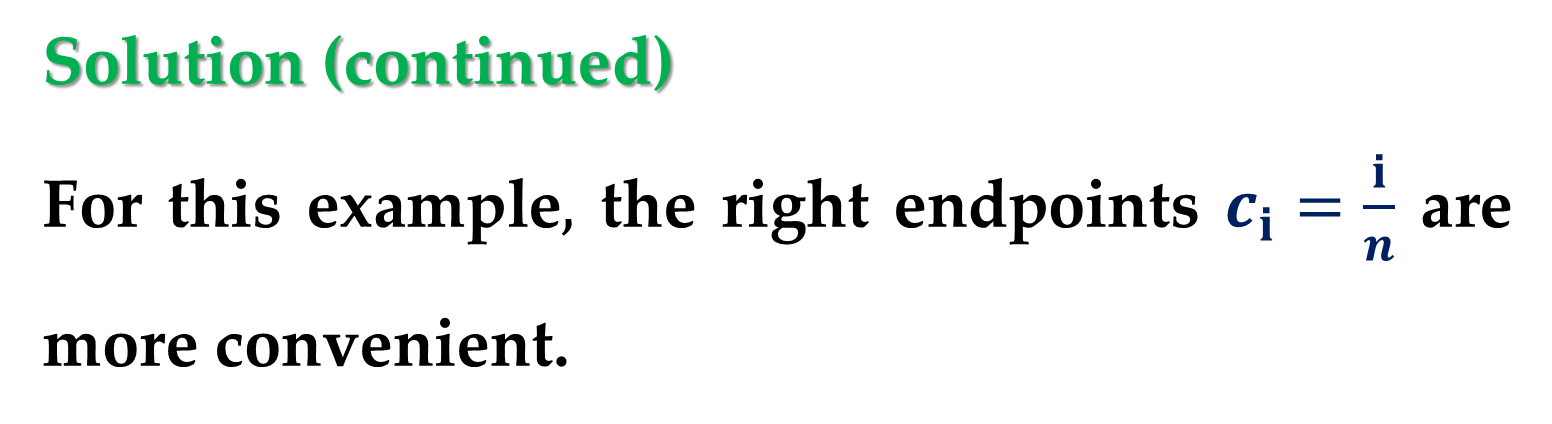 Solution (continued)
For this example, the right endpoints cᵢ = i/n are
more convenient.